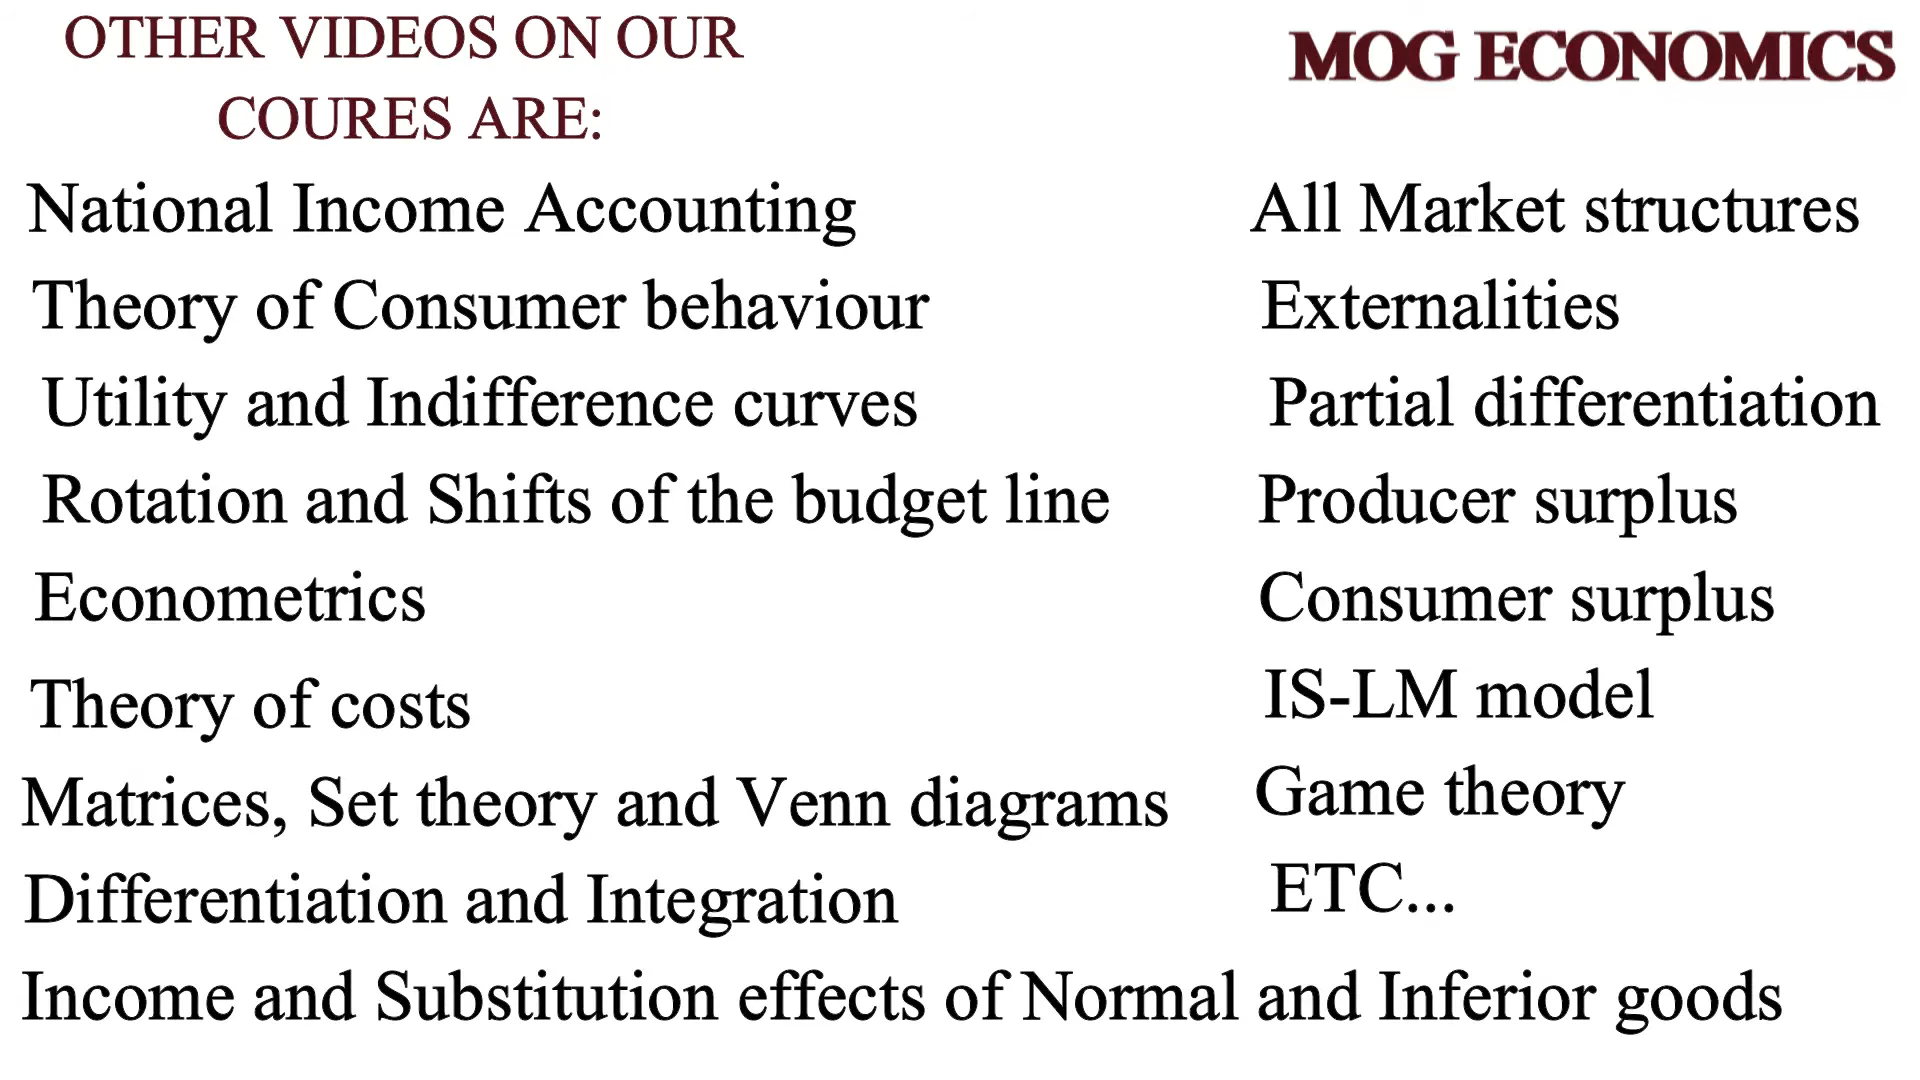 OTHER VIDEOS ON OUR
COURES ARE:
MOG ECONOMICS
National Income Accounting
Theory of Consumer behaviour
Utility and Indifference curves
Rotation and Shifts of the budget line
Econometrics
Theory of costs
Matrices, Set theory and Venn diagrams
Differentiation and Integration
Income and Substitution effects of Normal and Inferior goods
All Market structures
Externalities
Partial differentiation
Producer surplus
Consumer surplus
IS-LM model
Game theory
ETC...